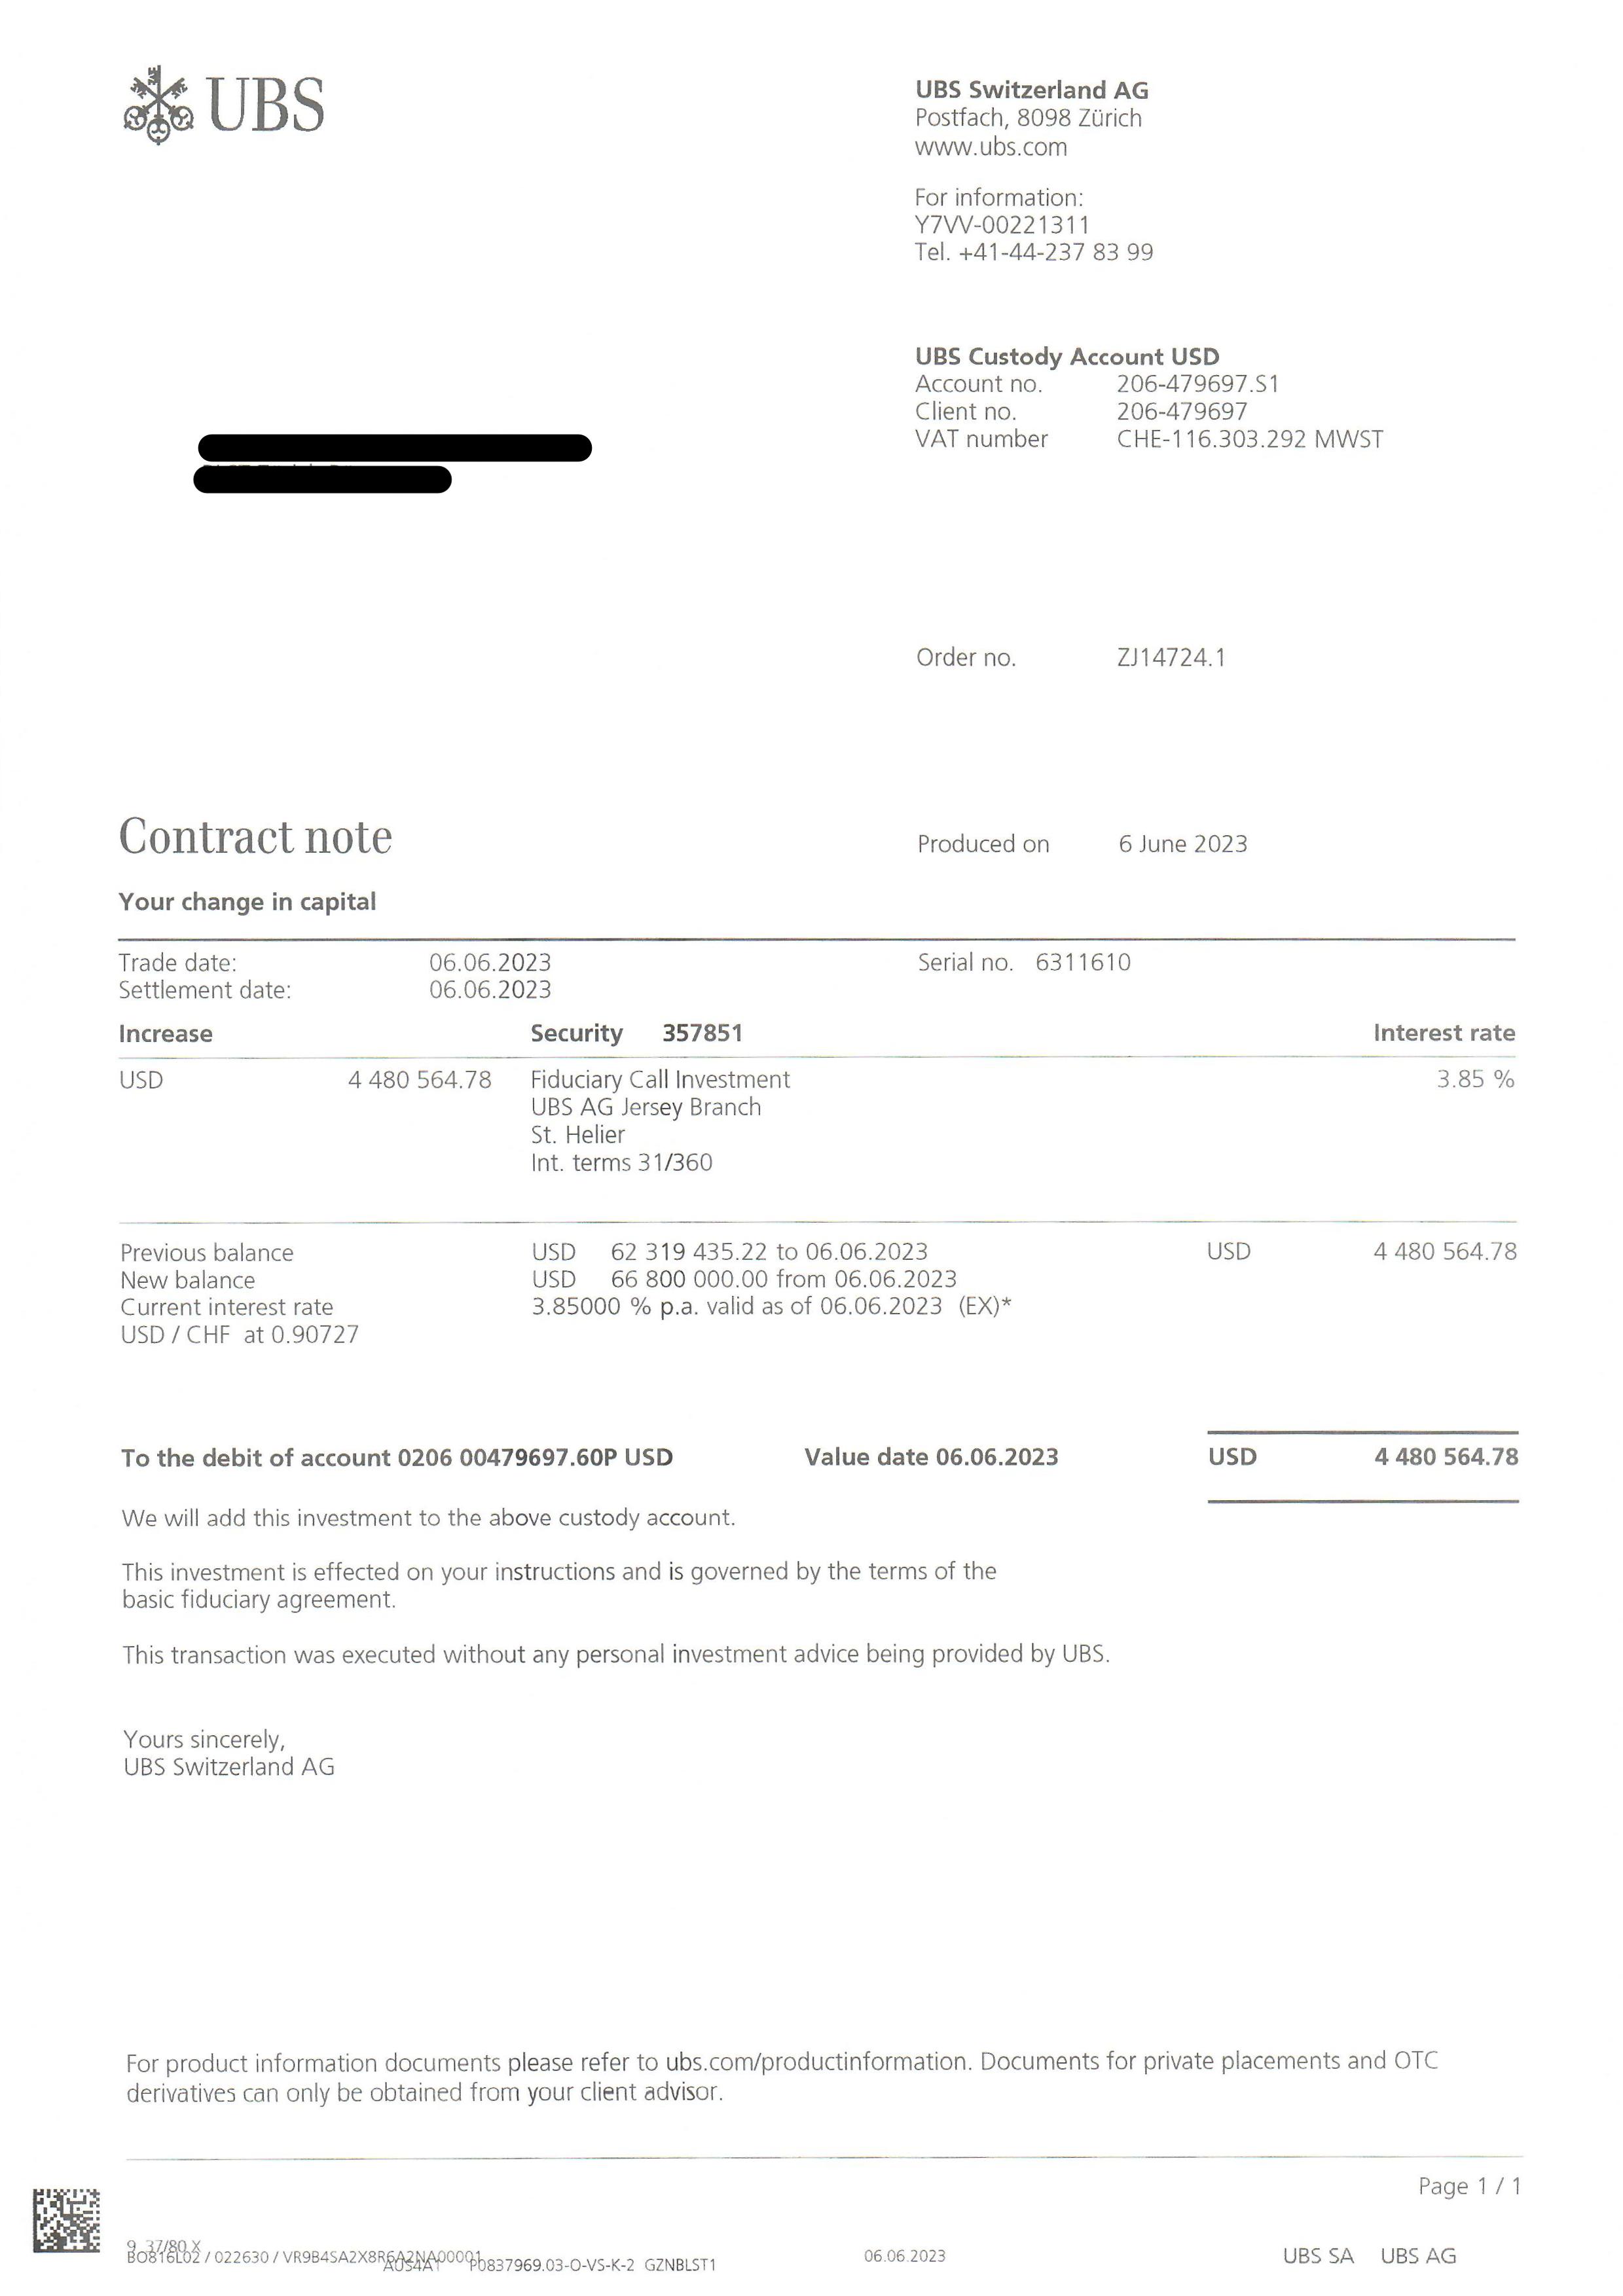 UBS
UBS Switzerland AG
Postfach, 8098 Zürich
www.ubs.com
For information:
Y7VV-00221311
Tel. +41-44-237 83 99
UBS Custody Account USD
Account no. 206-479697.S1
Client no. 206-479697
VAT number CHE-116.303.292 MWST
Order no. ZJ14724.1
Contract note
Produced on 6 June 2023
Your change in capital
Trade date: 06.06.2023 Serial no. 6311610
Settlement date: 06.06.2023
Increase Security 357851 Interest rate
USD 4 480 564.78 Fiduciary Call Investment 3.85 %
UBS AG Jersey Branch
St. Helier
Int. terms 31/360
Previous balance USD 62 319 435.22 to 06.06.2023 USD 4 480 564.78
New balance USD 66 800 000.00 from 06.06.2023
Current interest rate 3.85000 % p.a. valid as of 06.06.2023 (EX)*
USD / CHF at 0.90727
To the debit of account 0206 00479697.60P USD Value date 06.06.2023 USD 4 480 564.78
We will add this investment to the above custody account.
This investment is effected on your instructions and is governed by the terms of the
basic fiduciary agreement.
This transaction was executed without any personal investment advice being provided by UBS.
Yours sincerely,
UBS Switzerland AG
For product information documents please refer to ubs.com/productinformation. Documents for private placements and OTC
derivatives can only be obtained from your client advisor.
Page 1 / 1
9 37/80 X
BO816L02 / 022630 / VR9B4SA2X8R6A2NA00001 06.06.2023 UBS SA UBS AG
AUS4A1 P0837969.03-O-VS-K-2 GZNBLST1